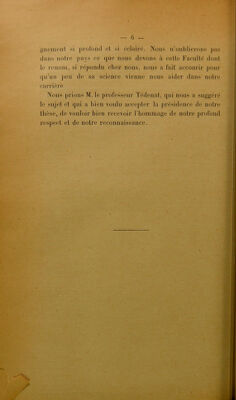 — 6 —
gnement si profond et si éclairé. Nous n'oublierons pas
dans notre pays ce que nous devons à cette Faculté dont
le renom, si répandu chez nous, nous a fait accourir pour
qu'un peu de sa science vienne nous aider dans notre
carrière
Nous prions M. le professeur Tédenat, qui nous a suggéré
le sujet et qui a bien voulu accepter la présidence de notre
thèse, de vouloir bien recevoir l'hommage de notre profond
respect et de notre reconnaissance.